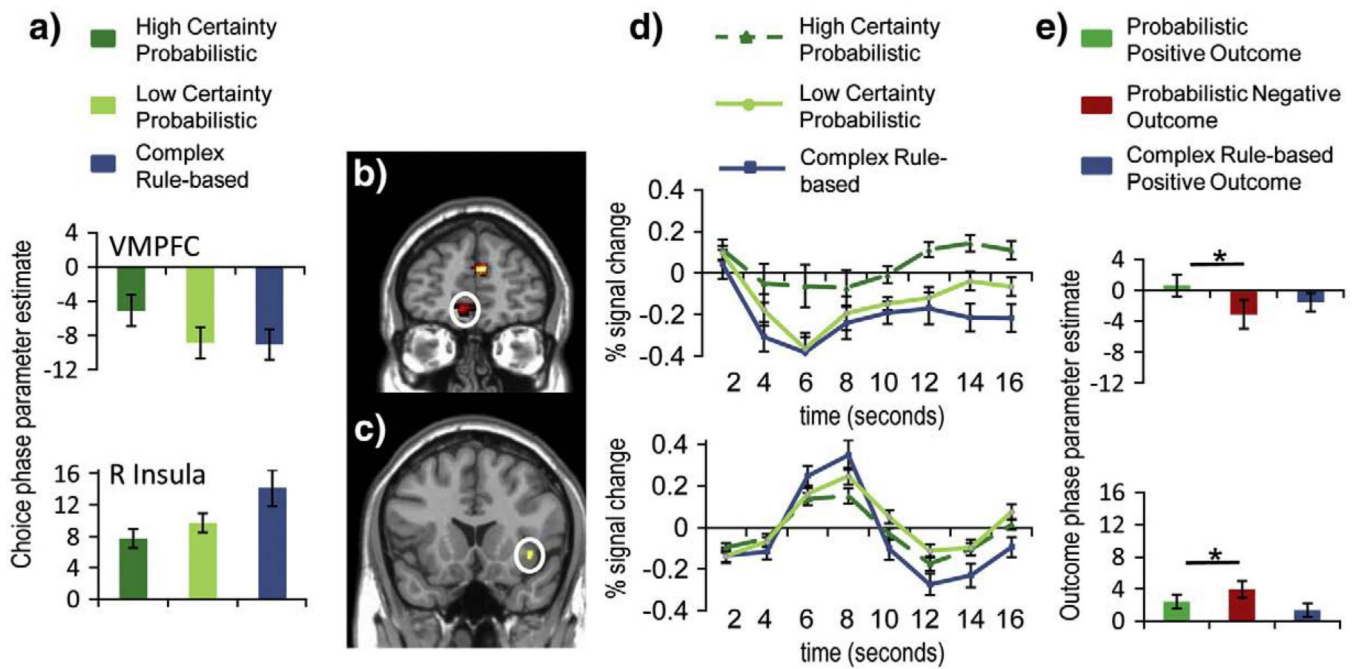 a)
High Certainty
Probabilistic
Low Certainty
Probabilistic
Complex
Rule-based
Choice phase parameter estimate
VMPFC
4
0
-4
-8
-12
R Insula
16
12
8
4
0
b)
c)
d)
High Certainty
Probabilistic
Low Certainty
Probabilistic
Complex Rule-
based
% signal change
0.4
0.2
0
-0.2
-0.4
2 4 6 8 10 12 14 16
time (seconds)
% signal change
0.4
0.2
0
-0.2
-0.4
2 4 6 8 10 12 14 16
time (seconds)
e)
Probabilistic
Positive Outcome
Probabilistic Negative
Outcome
Complex Rule-based
Positive Outcome
Outcome phase parameter estimate
4
0
-4
-8
-12
*
16
12
8
4
0
*